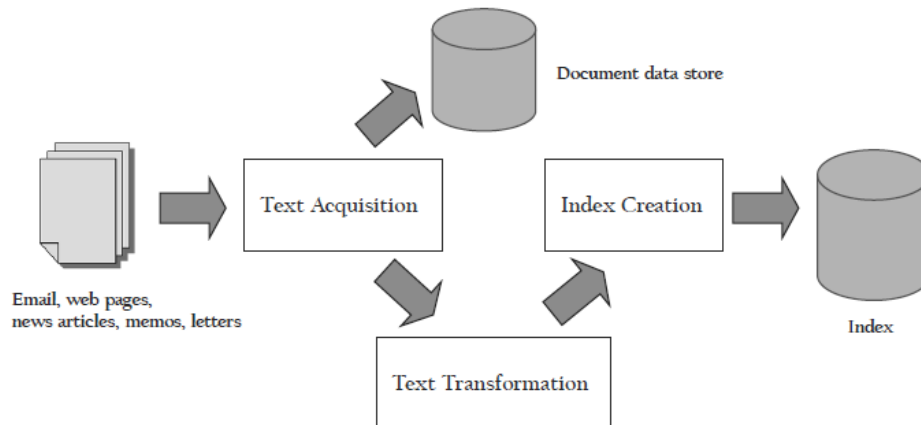 Document data store
Text Acquisition
Index Creation
Email, web pages,
news articles, memos, letters
Index
Text Transformation